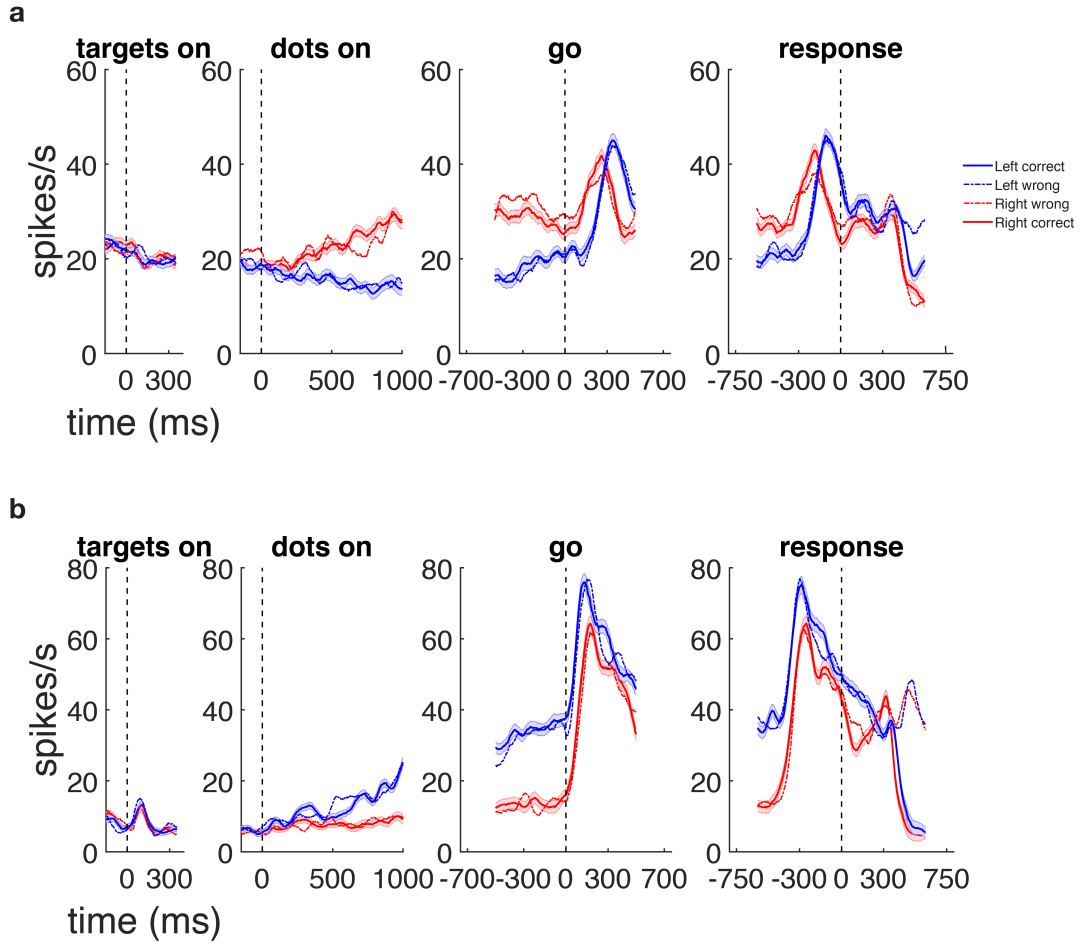 a
targets on dots on go response
60 60 60 60
40 40 40 40
20 20 20 20
0 0 0 0
spikes/s
0 300 0 500 1000 -700 -300 0 300 700 -750 -300 0 300 750
time (ms)
Left correct
Left wrong
Right wrong
Right correct
b
targets on dots on go response
80 80 80 80
60 60 60 60
40 40 40 40
20 20 20 20
0 0 0 0
spikes/s
0 300 0 500 1000 -700 -300 0 300 700 -750 -300 0 300 750
time (ms)